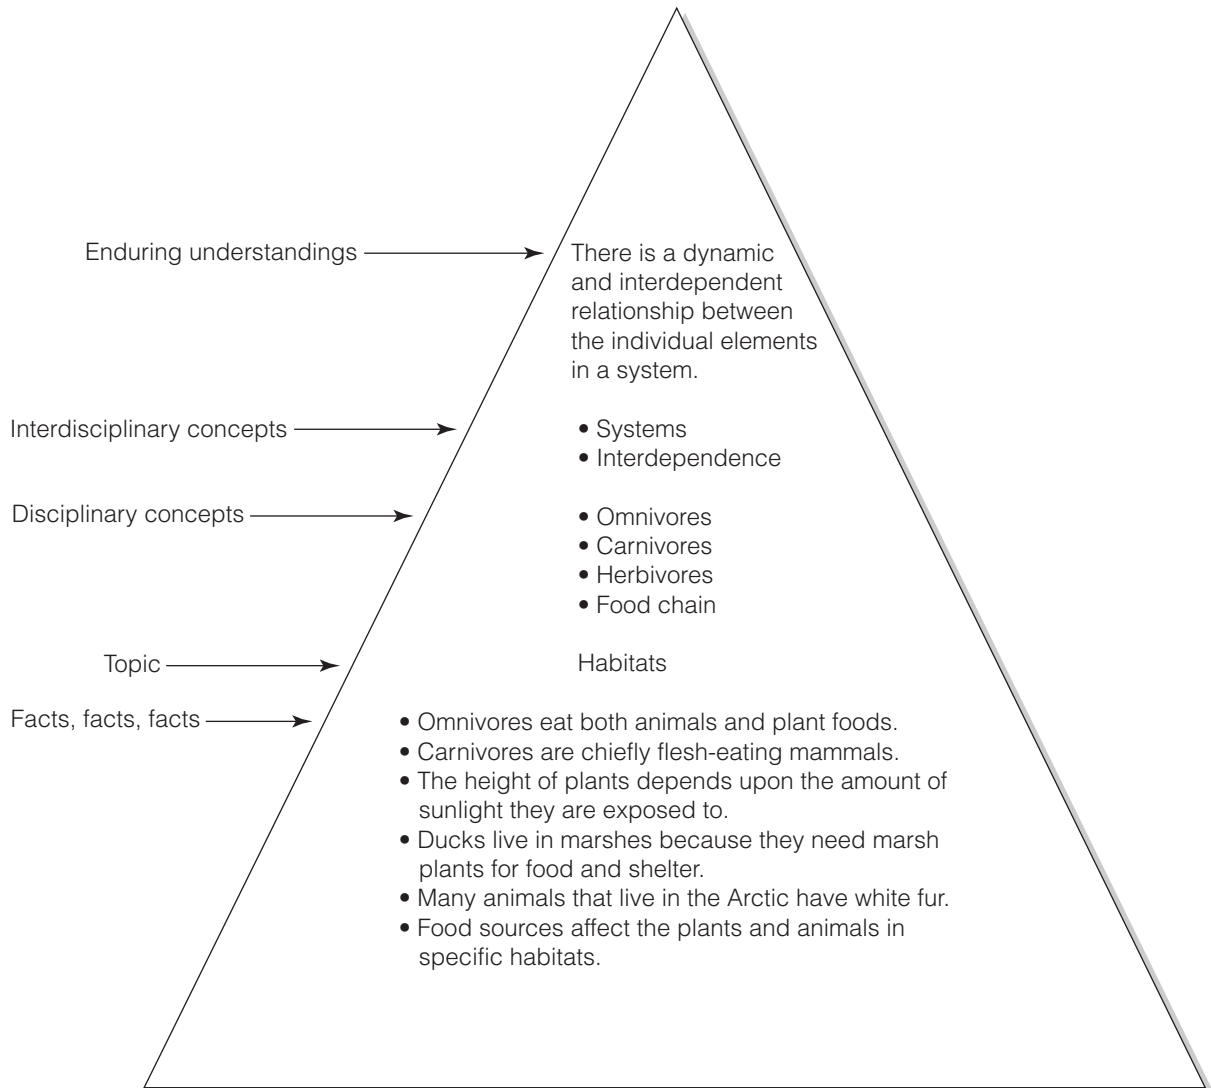 Enduring understandings
There is a dynamic
and interdependent
relationship between
the individual elements
in a system.
Interdisciplinary concepts
• Systems
• Interdependence
Disciplinary concepts
• Omnivores
• Carnivores
• Herbivores
• Food chain
Topic
Habitats
Facts, facts, facts
• Omnivores eat both animals and plant foods.
• Carnivores are chiefly flesh-eating mammals.
• The height of plants depends upon the amount of
sunlight they are exposed to.
• Ducks live in marshes because they need marsh
plants for food and shelter.
• Many animals that live in the Arctic have white fur.
• Food sources affect the plants and animals in
specific habitats.